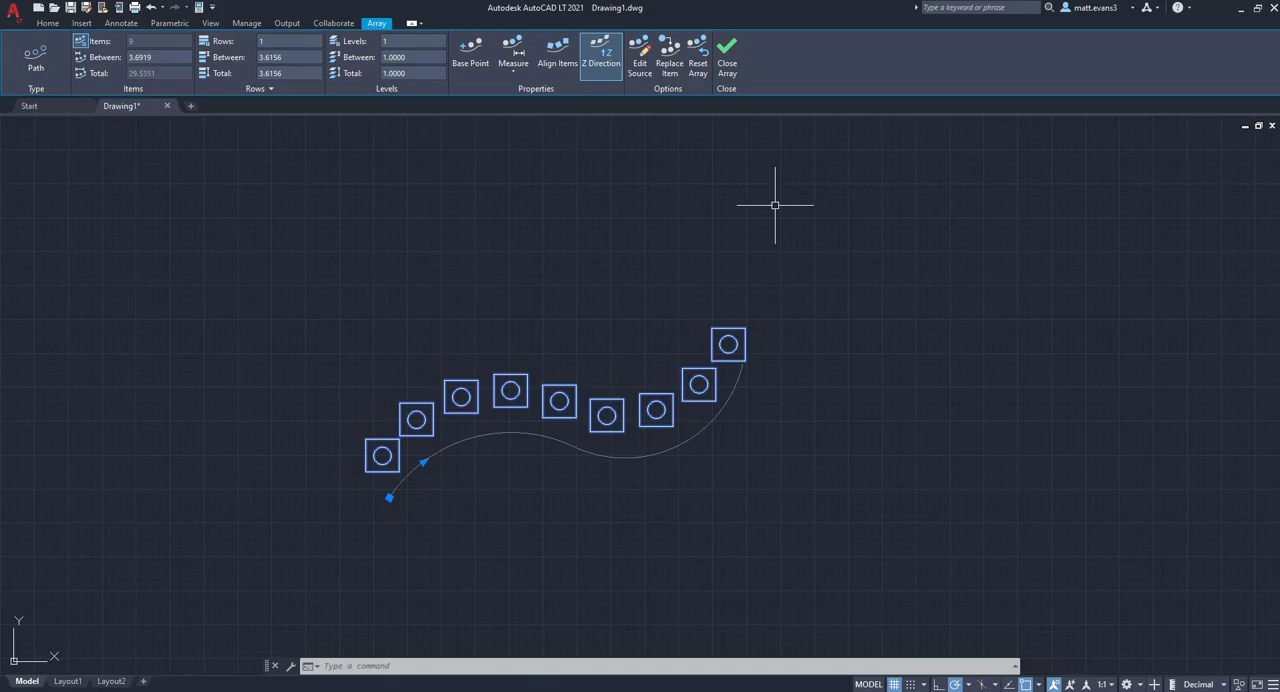 Autodesk AutoCAD LT 2021 Drawing1.dwg
Type a keyword or phrase
matt.evans3
Home Insert Annotate Parametric View Manage Output Collaborate Array
Items: 9
Between: 3.6919
Total: 29.5351
Rows: 1
Between: 3.6156
Total: 3.6156
Levels: 1
Between: 1.0000
Total: 1.0000
Path
Base Point Measure Align Items Z Direction
Edit Source
Replace Item
Reset Array
Close Array
Type Items Rows Levels Properties Options Close
Start Drawing1*
Y
X
Type a command
Model Layout1 Layout2
MODEL 1:1 Decimal